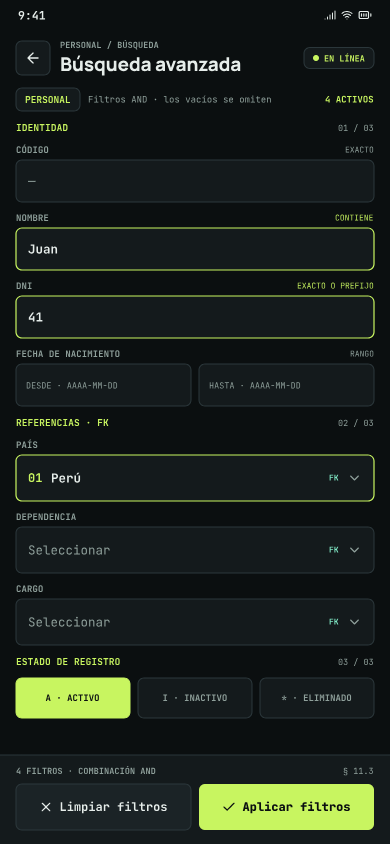 9:41
PERSONAL / BÚSQUEDA
Búsqueda avanzada
EN LÍNEA
PERSONAL Filtros AND · los vacíos se omiten 4 ACTIVOS
IDENTIDAD 01 / 03
CÓDIGO EXACTO
—
NOMBRE CONTIENE
Juan
DNI EXACTO O PREFIJO
41
FECHA DE NACIMIENTO RANGO
DESDE · AAAA-MM-DD HASTA · AAAA-MM-DD
REFERENCIAS · FK 02 / 03
PAÍS
01 Perú FK
DEPENDENCIA
Seleccionar FK
CARGO
Seleccionar FK
ESTADO DE REGISTRO 03 / 03
A · ACTIVO I · INACTIVO * · ELIMINADO
4 FILTROS · COMBINACIÓN AND § 11.3
Limpiar filtros Aplicar filtros